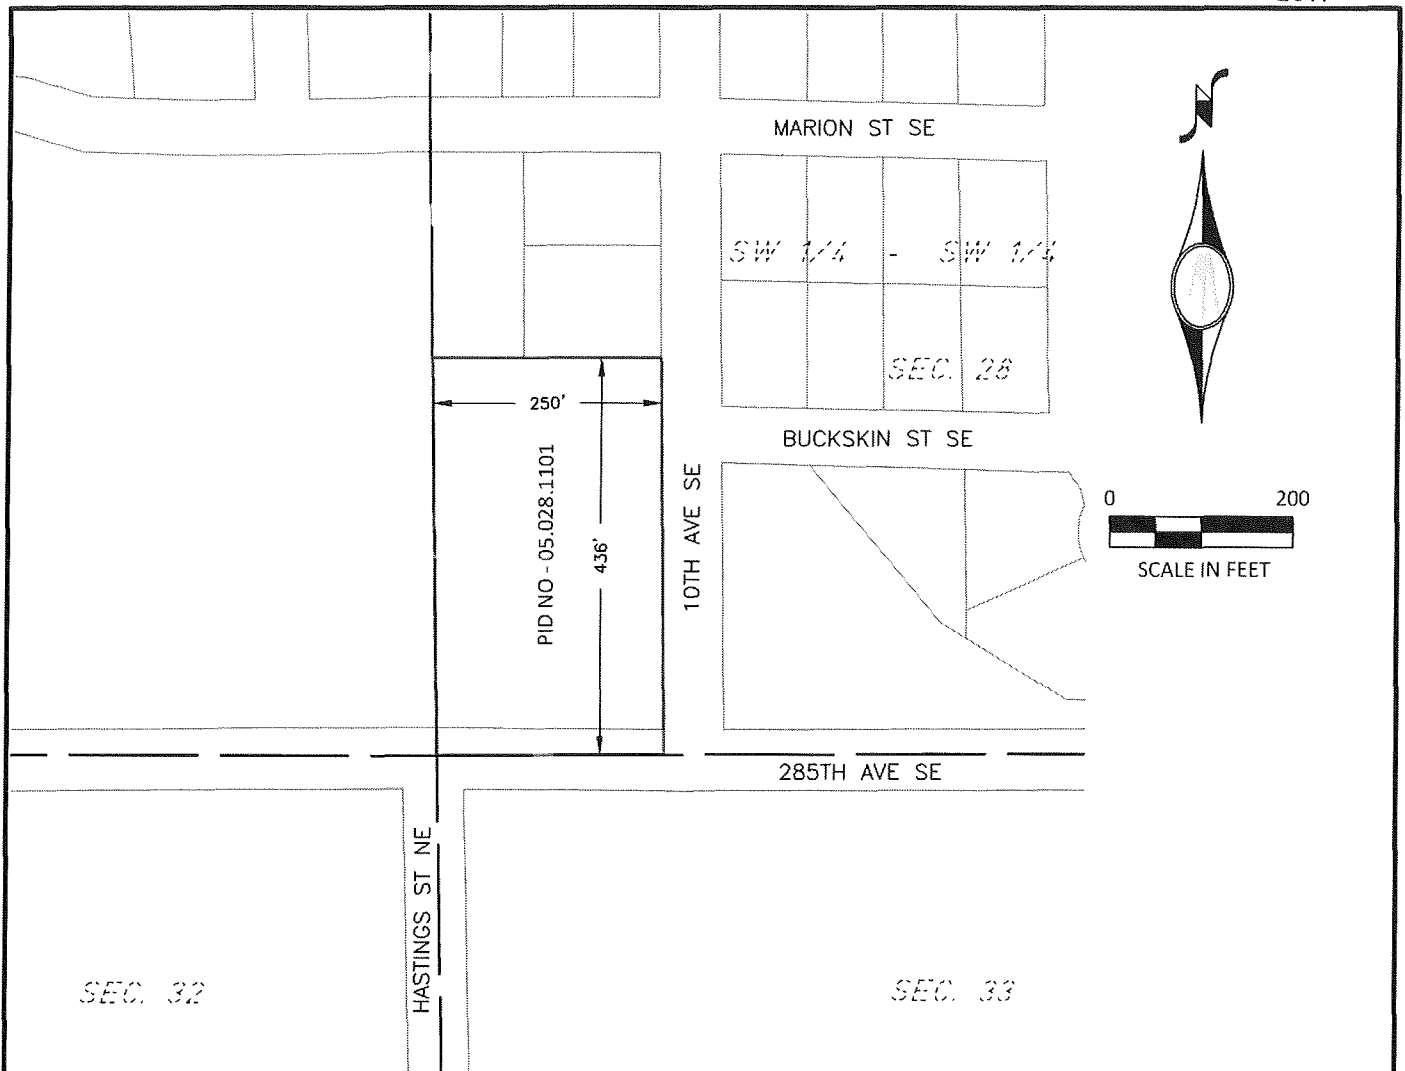 MARION ST SE
N
SW 1/4 - SW 1/4
SEC. 28
250'
BUCKSKIN ST SE
PID NO - 05.028.1101
436'
10TH AVE SE
0 200
SCALE IN FEET
285TH AVE SE
HASTINGS ST NE
SEC. 32
SEC. 33